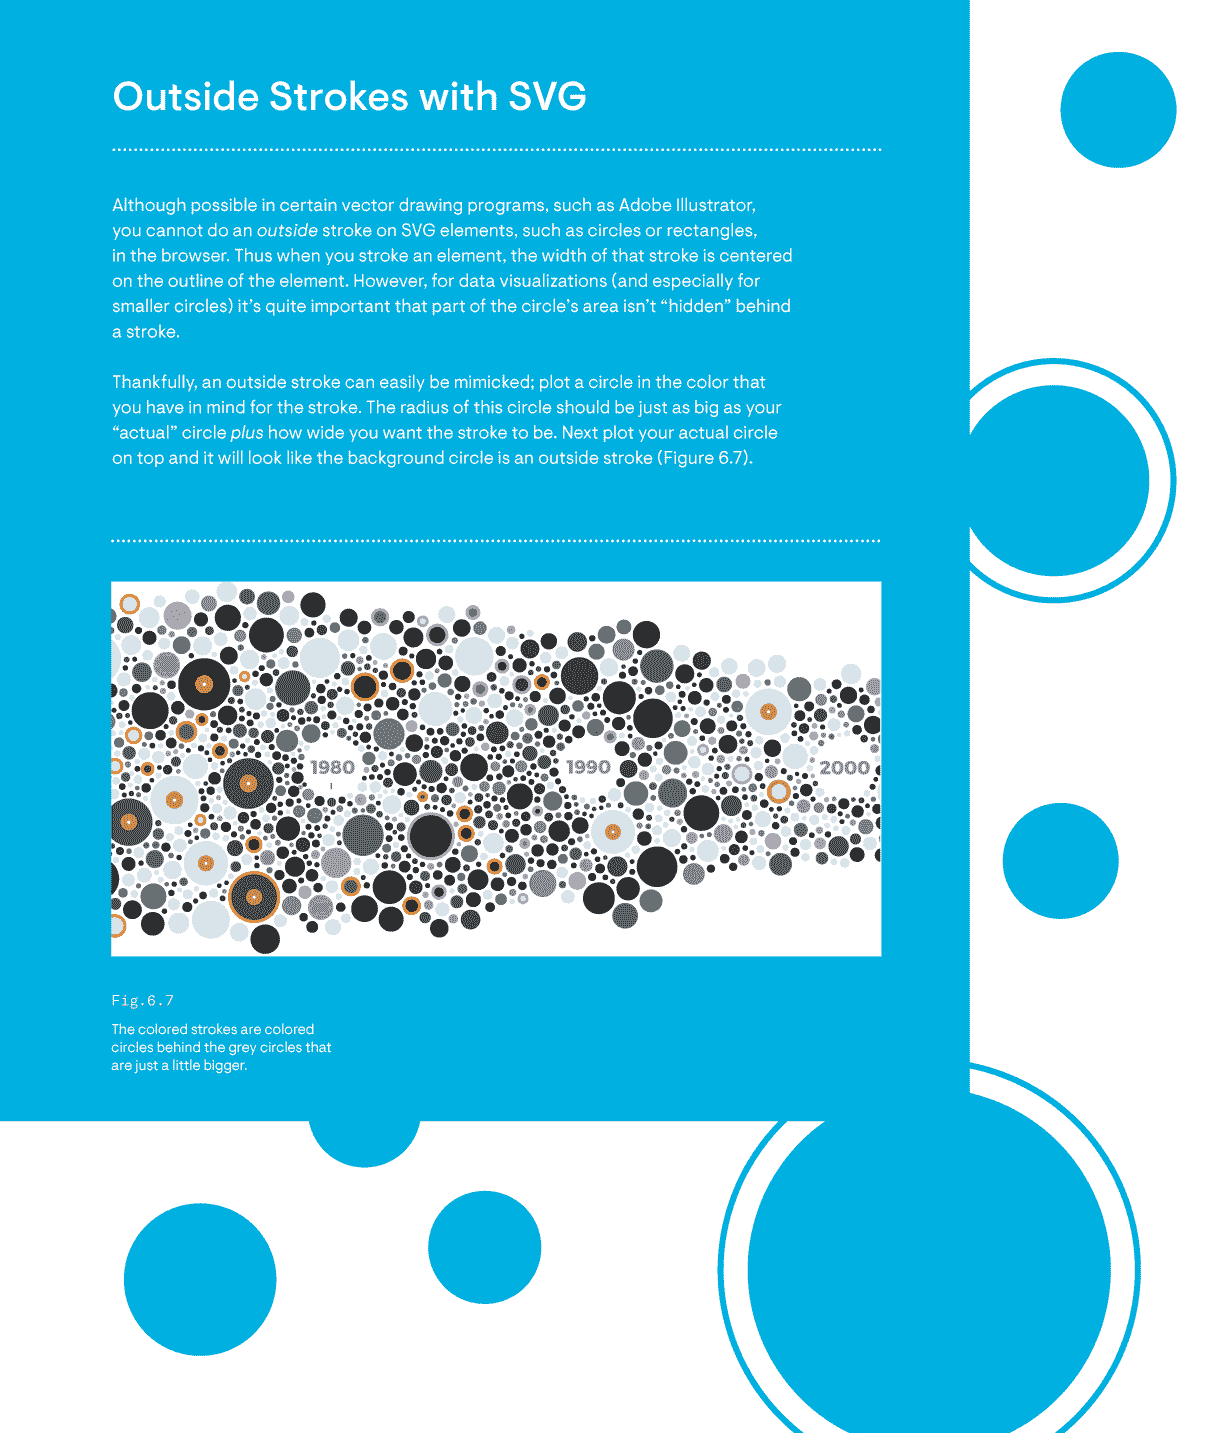 Outside Strokes with SVG
Although possible in certain vector drawing programs, such as Adobe Illustrator,
you cannot do an outside stroke on SVG elements, such as circles or rectangles,
in the browser. Thus when you stroke an element, the width of that stroke is centered
on the outline of the element. However, for data visualizations (and especially for
smaller circles) it’s quite important that part of the circle’s area isn’t “hidden” behind
a stroke.
Thankfully, an outside stroke can easily be mimicked; plot a circle in the color that
you have in mind for the stroke. The radius of this circle should be just as big as your
“actual” circle plus how wide you want the stroke to be. Next plot your actual circle
on top and it will look like the background circle is an outside stroke (Figure 6.7).
1980
1990
2000
Fig.6.7
The colored strokes are colored
circles behind the grey circles that
are just a little bigger.